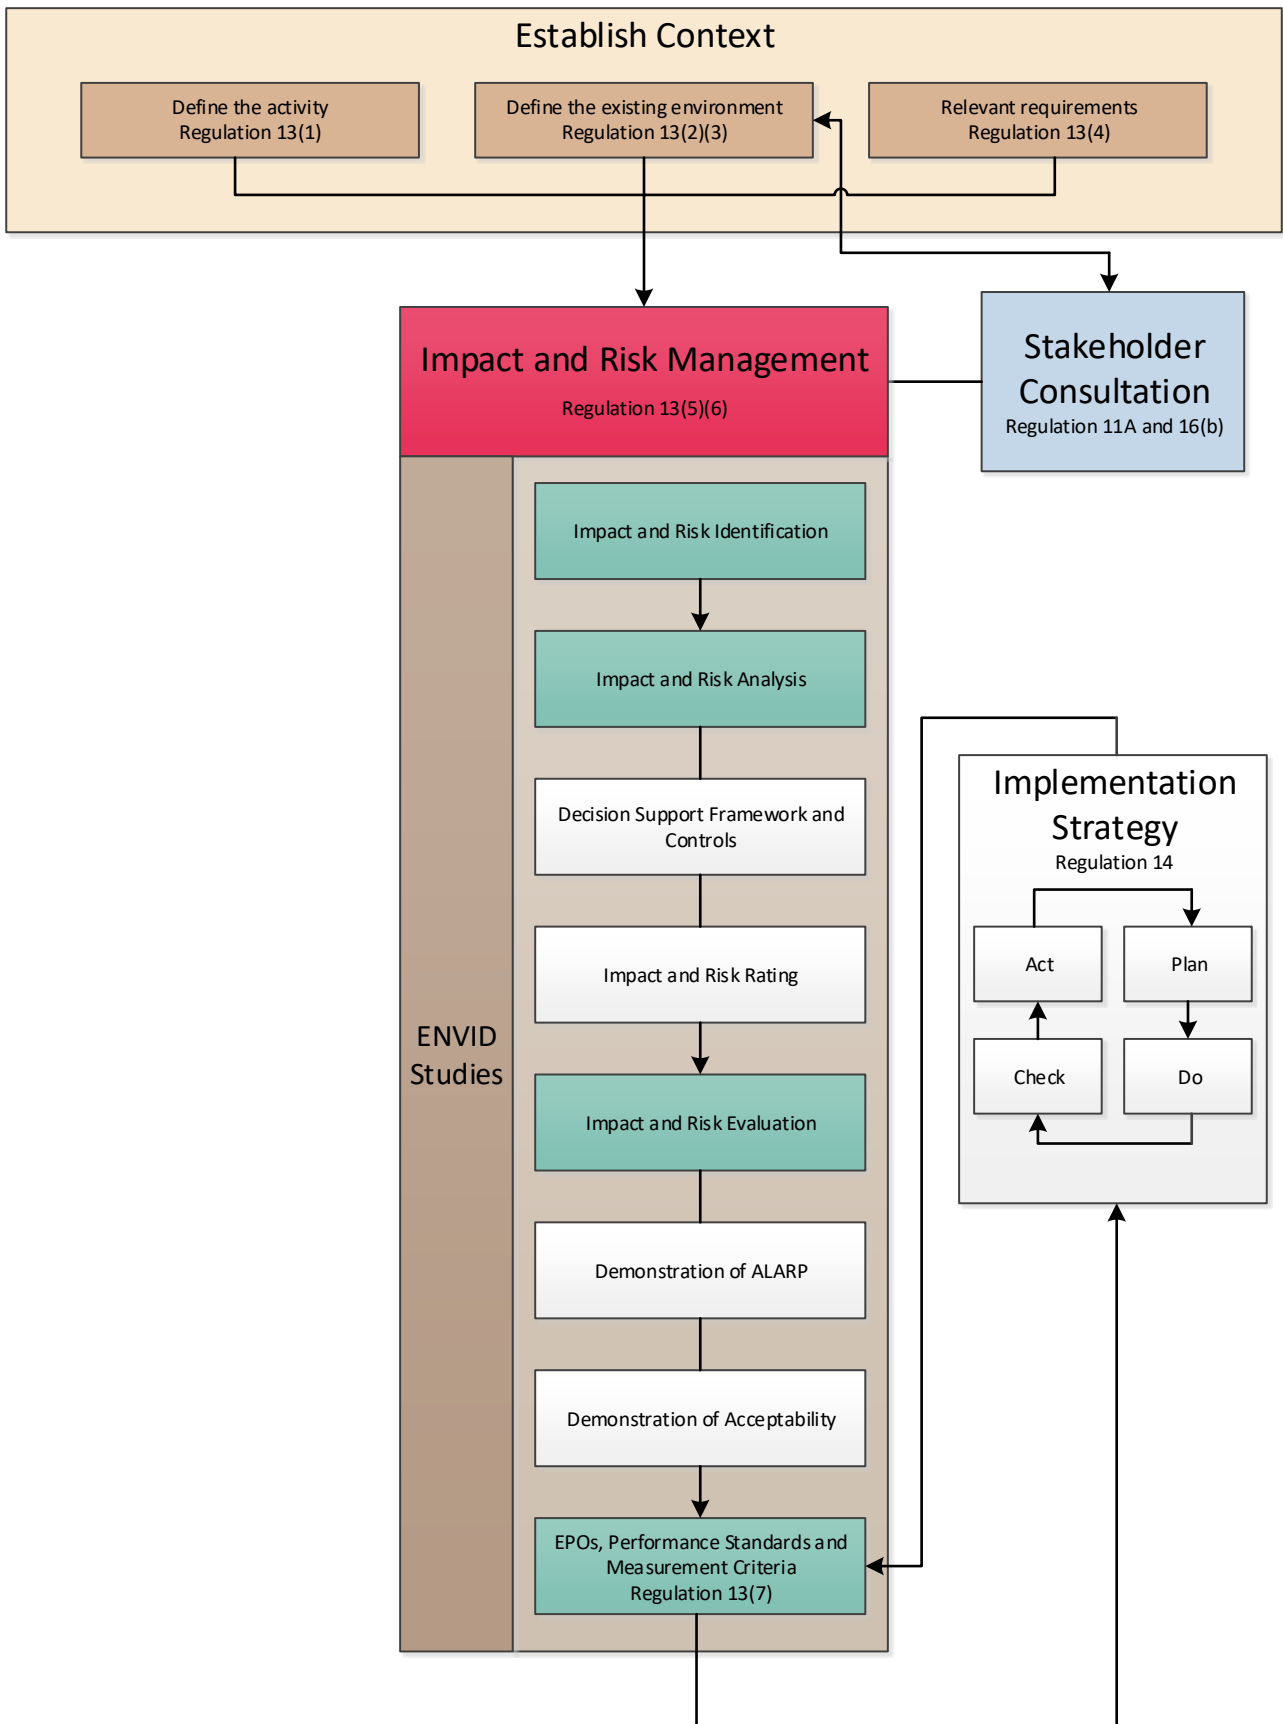 Establish Context
Define the activity
Regulation 13(1)
Define the existing environment
Regulation 13(2)(3)
Relevant requirements
Regulation 13(4)
Impact and Risk Management
Regulation 13(5)(6)
Stakeholder
Consultation
Regulation 11A and 16(b)
ENVID
Studies
Impact and Risk Identification
Impact and Risk Analysis
Decision Support Framework and
Controls
Impact and Risk Rating
Impact and Risk Evaluation
Demonstration of ALARP
Demonstration of Acceptability
EPOs, Performance Standards and
Measurement Criteria
Regulation 13(7)
Implementation
Strategy
Regulation 14
Act
Plan
Check
Do